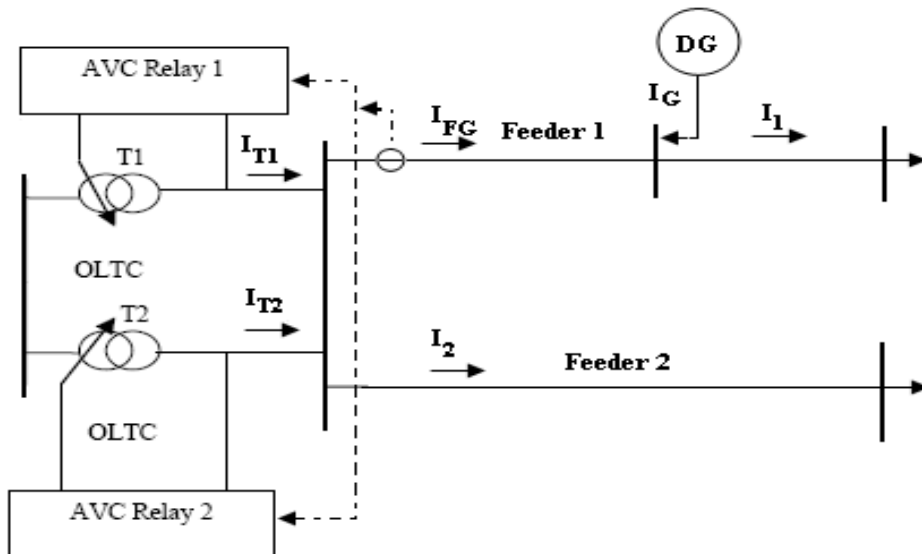 AVC Relay 1
DG
I_G
I_FG
Feeder 1
I_1
T1
I_T1
OLTC
T2
I_T2
I_2
Feeder 2
OLTC
AVC Relay 2